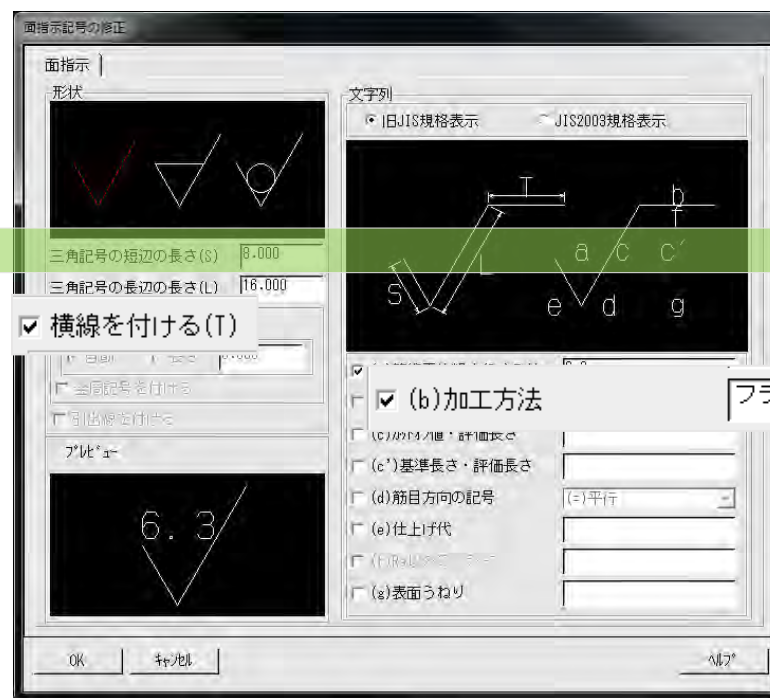 面指示記号の修正
面指示
形状
三角記号の短辺の長さ(S) 8.000
三角記号の長辺の長さ(L) 16.000
横線を付ける(T)
自動 長さ
全周記号を付ける
引出線を付ける
プレビュー
6.3
文字列
旧JIS規格表示 JIS2003規格表示
T
b
f
a c c'
L
S
e d g
(b)加工方法 フラ
(c)カットオフ値・評価長さ
(c')基準長さ・評価長さ
(d)筋目方向の記号 (=)平行
(e)仕上げ代
(g)表面うねり
OK キャンセル ヘルプ